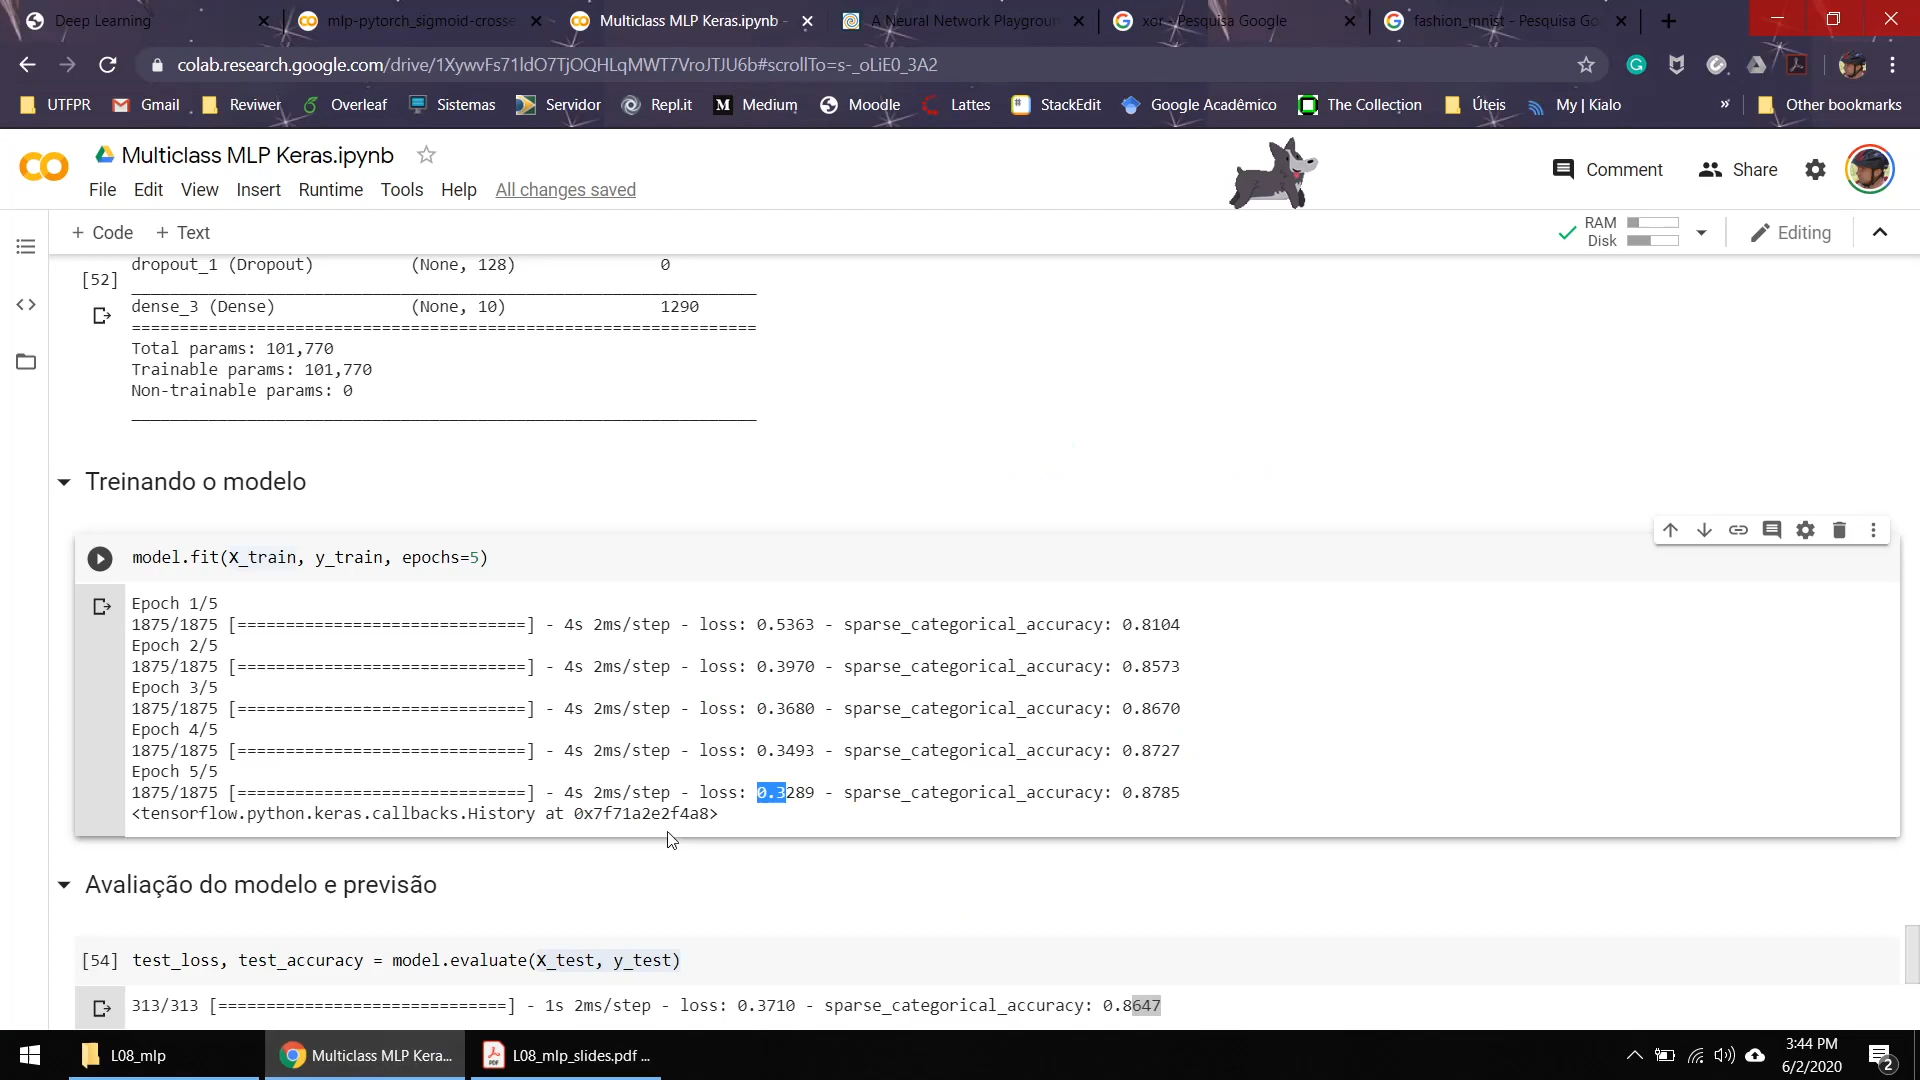 Deep Learning
mlp-pytorch_sigmoid-crosse
Multiclass MLP Keras.ipynb -
A Neural Network Playgroun
xor - Pesquisa Google
fashion_mnist - Pesquisa Go
colab.research.google.com/drive/1XywvFs71ldO7TjOQHLqMWT7VroJTJU6b#scrollTo=s-_oLiE0_3A2
UTFPR Gmail Reviwer Overleaf Sistemas Servidor Repl.it Medium Moodle Lattes StackEdit Google Acadêmico The Collection Úteis My | Kialo » Other bookmarks
Multiclass MLP Keras.ipynb
Comment Share
File Edit View Insert Runtime Tools Help All changes saved
+ Code + Text
RAM
Disk
Editing
dropout_1 (Dropout) (None, 128) 0
[52]
dense_3 (Dense) (None, 10) 1290
=================================================================
Total params: 101,770
Trainable params: 101,770
Non-trainable params: 0
Treinando o modelo
model.fit(X_train, y_train, epochs=5)
Epoch 1/5
1875/1875 [==============================] - 4s 2ms/step - loss: 0.5363 - sparse_categorical_accuracy: 0.8104
Epoch 2/5
1875/1875 [==============================] - 4s 2ms/step - loss: 0.3970 - sparse_categorical_accuracy: 0.8573
Epoch 3/5
1875/1875 [==============================] - 4s 2ms/step - loss: 0.3680 - sparse_categorical_accuracy: 0.8670
Epoch 4/5
1875/1875 [==============================] - 4s 2ms/step - loss: 0.3493 - sparse_categorical_accuracy: 0.8727
Epoch 5/5
1875/1875 [==============================] - 4s 2ms/step - loss: 0.3289 - sparse_categorical_accuracy: 0.8785
<tensorflow.python.keras.callbacks.History at 0x7f71a2e2f4a8>
Avaliação do modelo e previsão
[54] test_loss, test_accuracy = model.evaluate(X_test, y_test)
313/313 [==============================] - 1s 2ms/step - loss: 0.3710 - sparse_categorical_accuracy: 0.8647
L08_mlp
Multiclass MLP Kera...
L08_mlp_slides.pdf ...
3:44 PM
6/2/2020
2